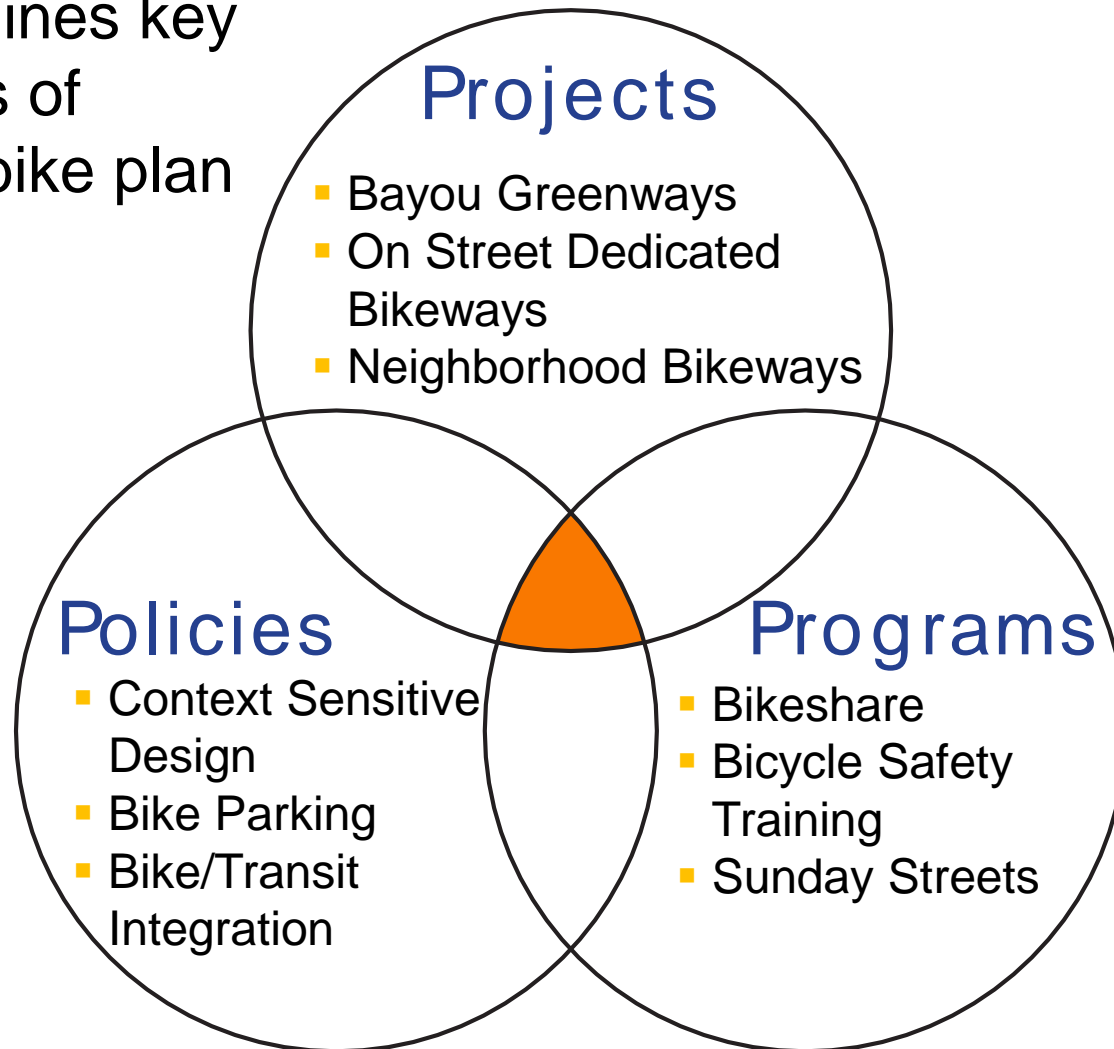 ines key
s of
bike plan
Projects
▪ Bayou Greenways
▪ On Street Dedicated
Bikeways
▪ Neighborhood Bikeways
Policies
▪ Context Sensitive
Design
▪ Bike Parking
▪ Bike/Transit
Integration
Programs
▪ Bikeshare
▪ Bicycle Safety
Training
▪ Sunday Streets